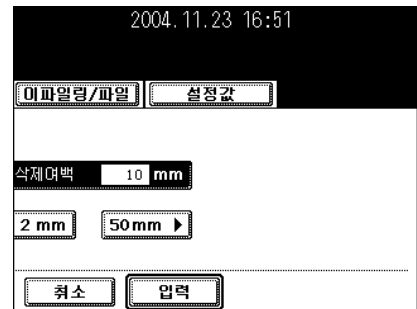 2004.11.23 16:51
이파일링/파일 설정값
삭제여백 10 mm
2 mm 50mm ▶
취소 입력